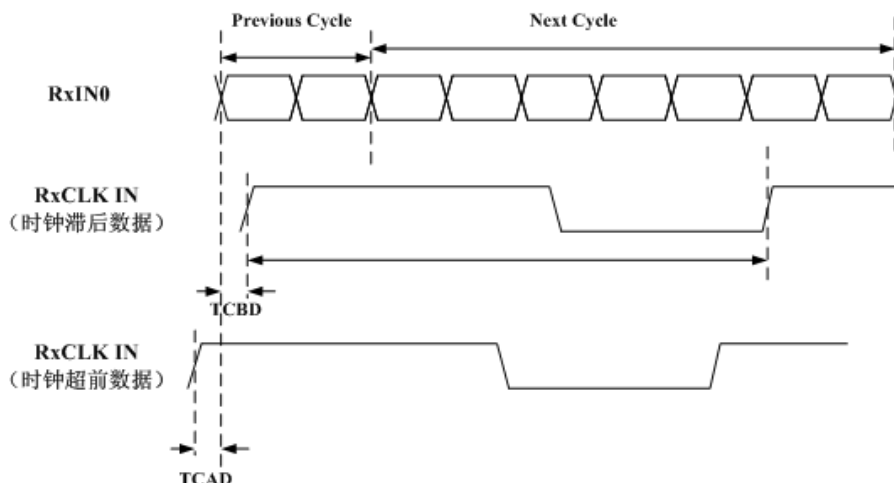 Previous Cycle
Next Cycle
RxIN0
RxCLK IN
（时钟滞后数据）
TCBD
RxCLK IN
（时钟超前数据）
TCAD